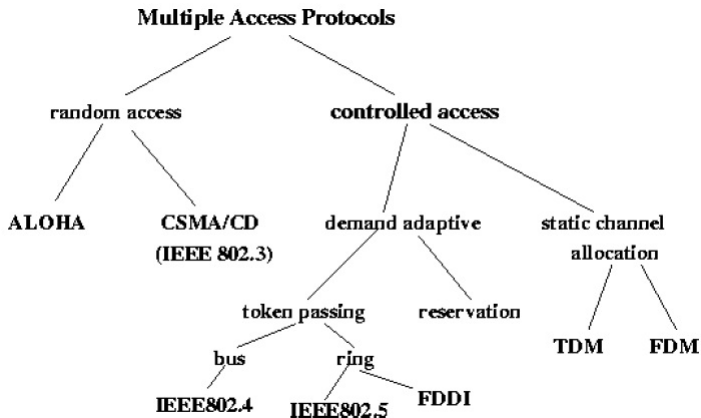 Multiple Access Protocols
random access
controlled access
ALOHA
CSMA/CD
(IEEE 802.3)
demand adaptive
static channel
allocation
token passing
reservation
TDM
FDM
bus
ring
IEEE802.4
IEEE802.5
FDDI